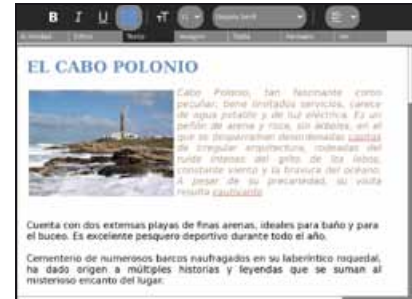 B I U
Texto
Imagen
Tabla
Ver
EL CABO POLONIO
Cabo Polonio, tan fascinante como
peculiar, tiene limitados servicios, carece
de agua potable y de luz eléctrica. Es un
peñón de arena y roca, sin árboles, en el
que se desparraman desordenadas casitas
de irregular arquitectura, rodeadas del
ruido intenso del grito de los lobos,
constante viento y la bravura del océano.
A pesar de su precariedad, su visita
resulta cautivante.
Cuenta con dos extensas playas de finas arenas, ideales para baño y para
el buceo. Es excelente pesquero deportivo durante todo el año.
Cementerio de numerosos barcos naufragados en su laberíntico roquedal,
ha dado origen a múltiples historias y leyendas que se suman al
misterioso encanto del lugar.